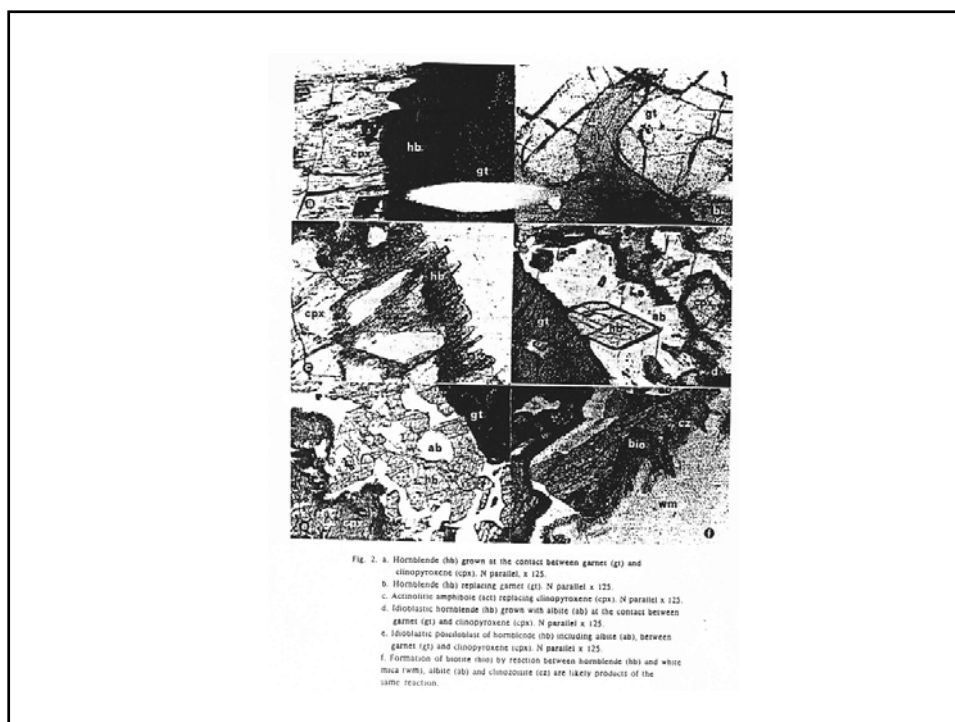 cpx
hb
gt
gt
hb
bi
cpx
hb
gt
hb
ab
cpx
gt
ab
hb
cpx
cz
bio
wm
f
Fig. 2. a. Hornblende (hb) grown at the contact between garnet (gt) and
clinopyroxene (cpx). N parallel, x 125.
b. Hornblende (hb) replacing garnet (gt). N parallel x 125.
c. Actinolitic amphibole (act) replacing clinopyroxene (cpx). N parallel x 125.
d. Idioblastic hornblende (hb) grown with albite (ab) at the contact between
garnet (gt) and clinopyroxene (cpx). N parallel x 125.
e. Idioblastic poiciloblast of hornblende (hb) including albite (ab), between
garnet (gt) and clinopyroxene (cpx). N parallel x 125.
f. Formation of biotite (bio) by reaction between hornblende (hb) and white
mica (wm), albite (ab) and clinozoisite (cz) are likely products of the
same reaction.